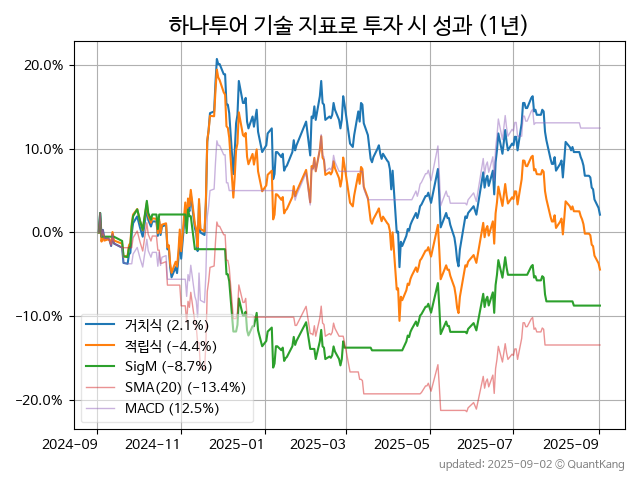 하나투어 기술 지표로 투자 시 성과 (1년)
20.0%
10.0%
0.0%
−10.0%
−20.0%
거치식 (2.1%)
적립식 (−4.4%)
SigM (−8.7%)
SMA(20) (−13.4%)
MACD (12.5%)
2024-09 2024-11 2025-01 2025-03 2025-05 2025-07 2025-09
updated: 2025-09-02 © QuantKang